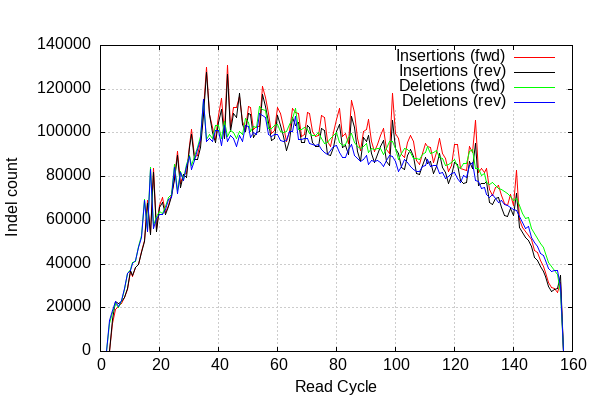 140000
120000
100000
80000
60000
40000
20000
0
Indel count
Insertions (fwd)
Insertions (rev)
Deletions (fwd)
Deletions (rev)
0 20 40 60 80 100 120 140 160
Read Cycle